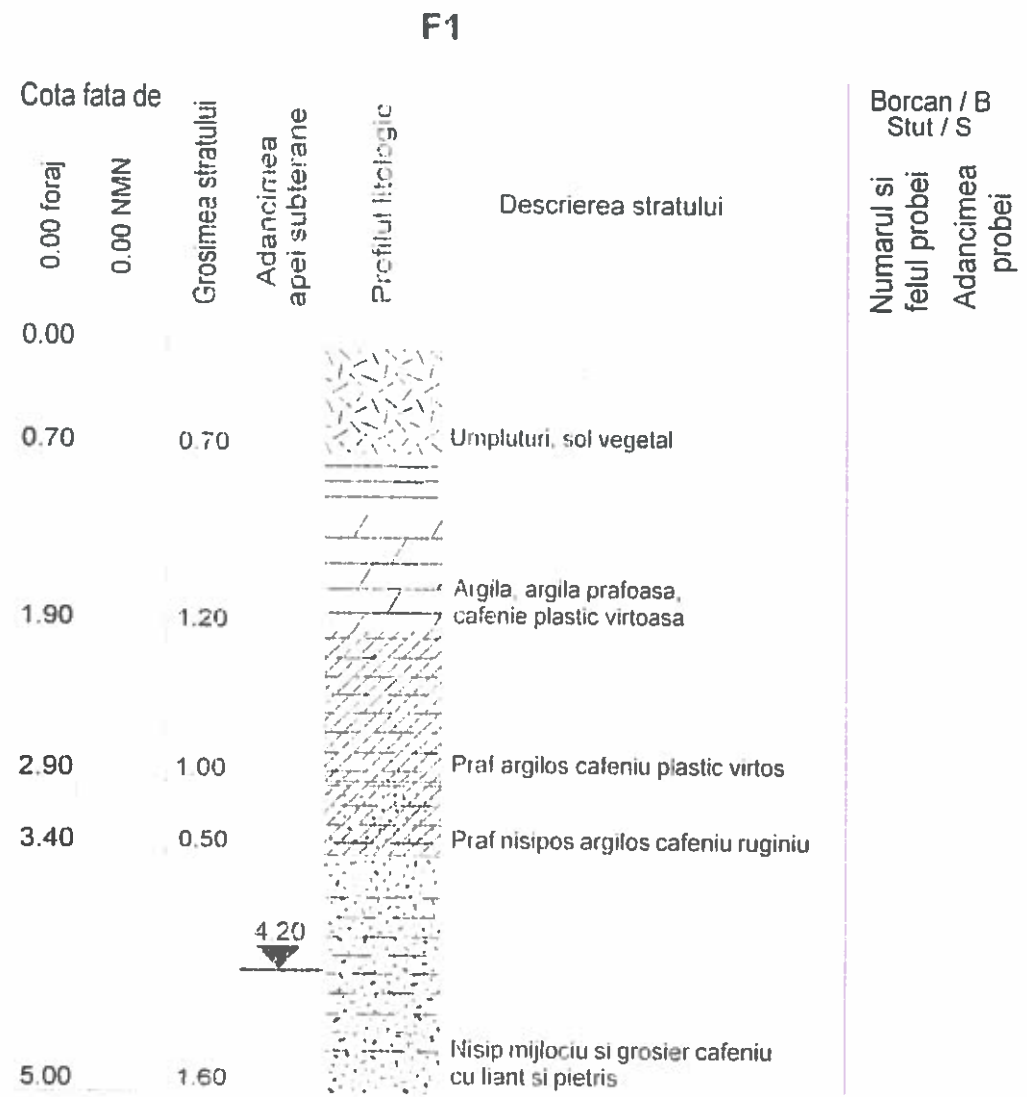 F1
Cota fata de
0.00 foraj
0.00 NMN
Grosimea stratului
Adancimea
apei subterane
Profilul litologic
Descrierea stratului
Borcan / B
Stut / S
Numarul si
felul probei
Adancimea
probei
0.00
0.70 0.70 Umpluturi, sol vegetal
Argila, argila prafoasa,
1.90 1.20 cafenie plastic virtoasa
2.90 1.00 Praf argilos cafeniu plastic virtos
3.40 0.50 Praf nisipos argilos cafeniu ruginiu
4.20
Nisip mijlociu si grosier cafeniu
5.00 1.60 cu liant si pietris